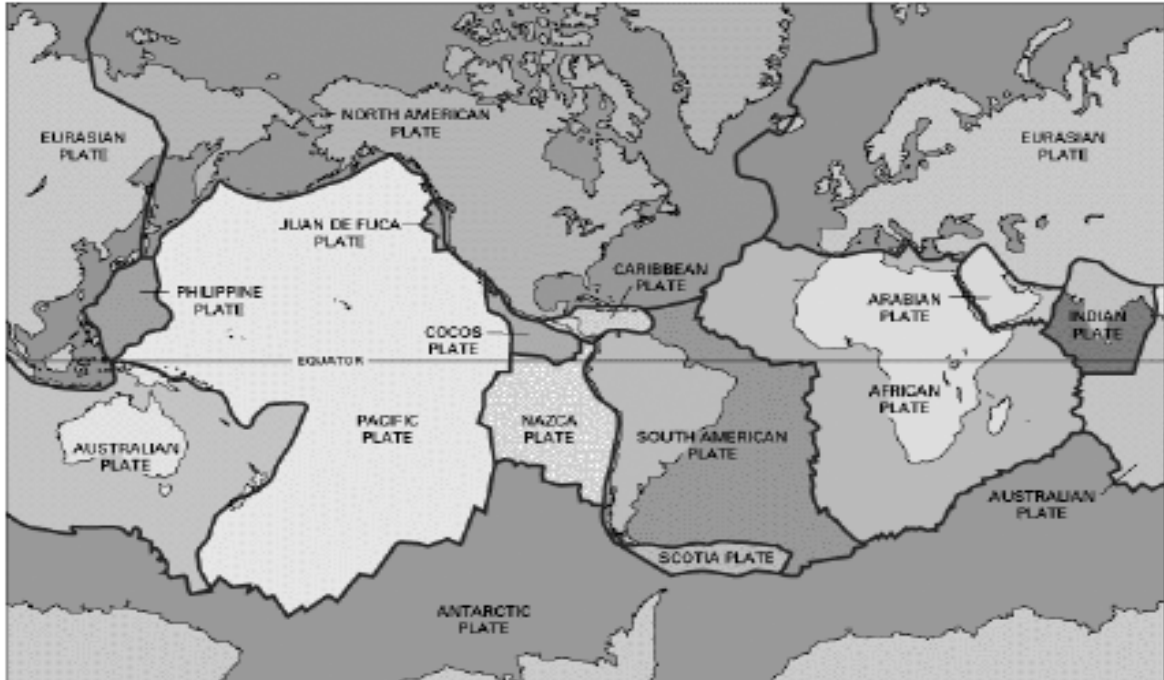 NORTH AMERICAN
PLATE
EURASIAN
PLATE
EURASIAN
PLATE
JUAN DE FUCA
PLATE
CARIBBEAN
PLATE
PHILIPPINE
PLATE
ARABIAN
PLATE
INDIAN
PLATE
COCOS
PLATE
EQUATOR
AFRICAN
PLATE
PACIFIC
PLATE
NAZCA
PLATE
SOUTH AMERICAN
PLATE
AUSTRALIAN
PLATE
AUSTRALIAN
PLATE
SCOTIA PLATE
ANTARCTIC
PLATE